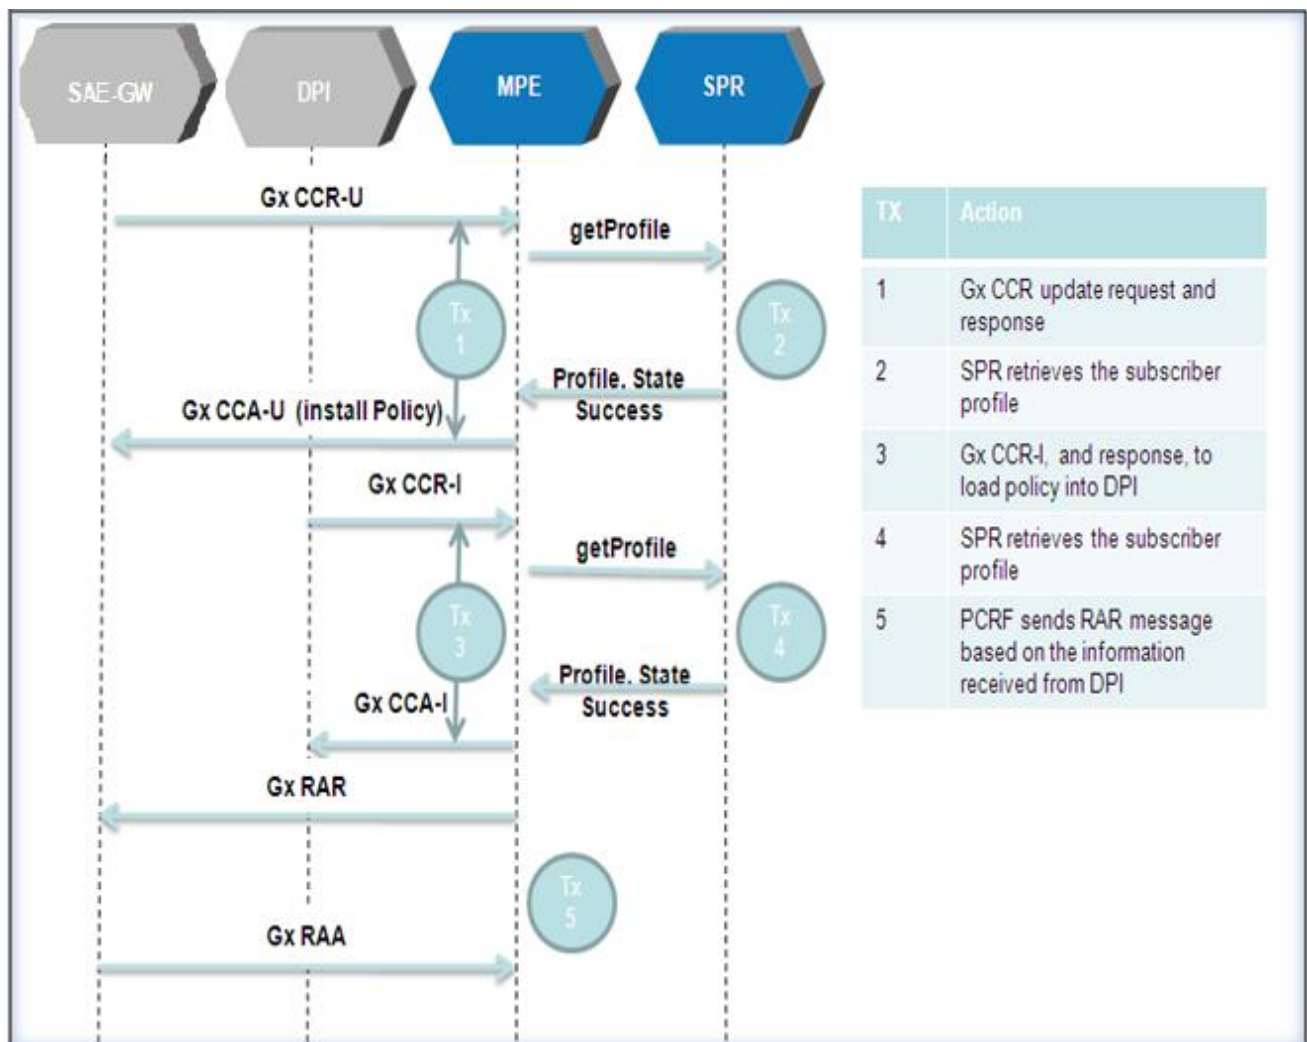 SAE-GW
DPI
MPE
SPR
Gx CCR-U
getProfile
Tx
1
Tx
2
Profile. State
Success
Gx CCA-U (install Policy)
Gx CCR-I
getProfile
Tx
3
Tx
4
Profile. State
Success
Gx CCA-I
Gx RAR
Tx
5
Gx RAA
TX Action
1 Gx CCR update request and
response
2 SPR retrieves the subscriber
profile
3 Gx CCR-I, and response, to
load policy into DPI
4 SPR retrieves the subscriber
profile
5 PCRF sends RAR message
based on the information
received from DPI